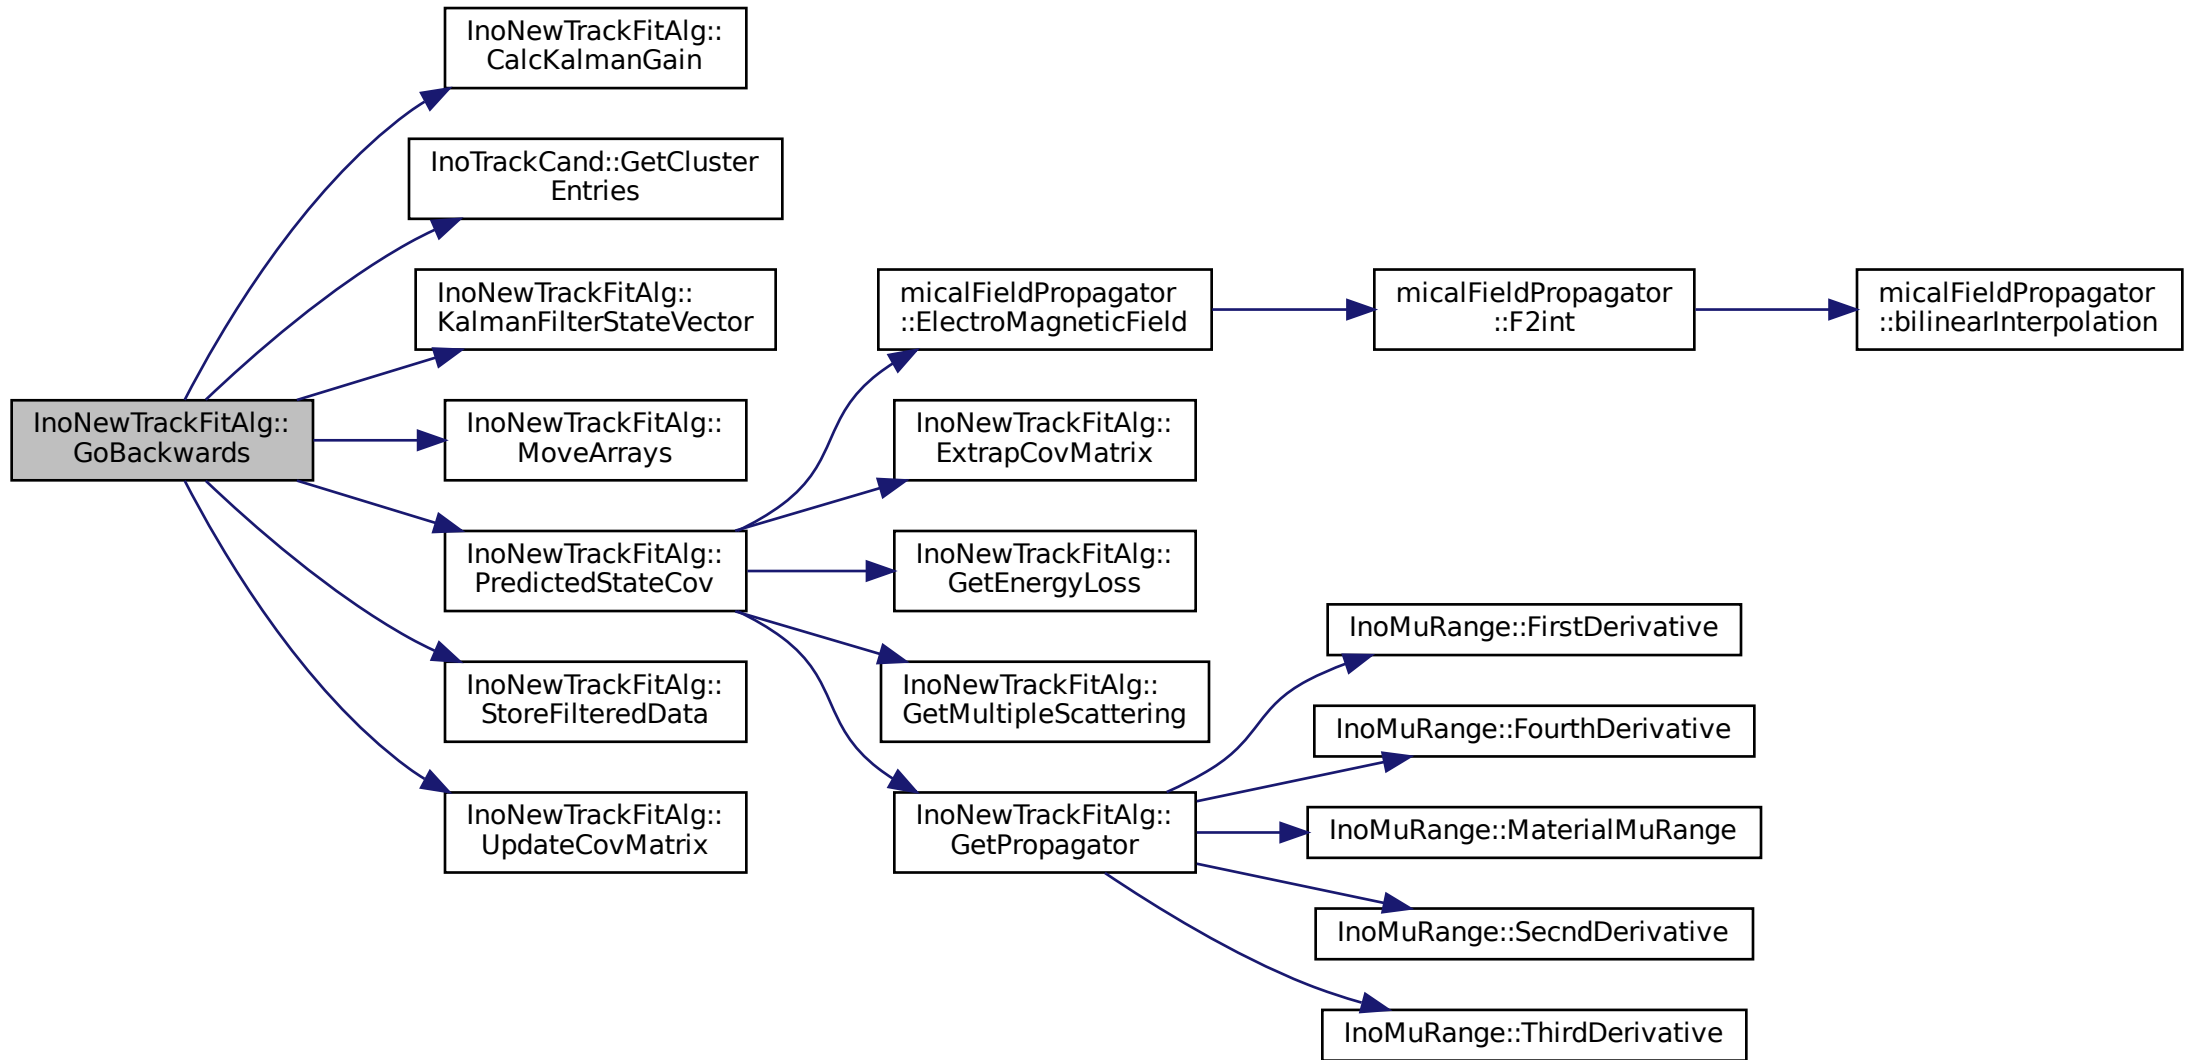 InoNewTrackFitAlg::
GoBackwards
InoNewTrackFitAlg::
CalcKalmanGain
InoTrackCand::GetCluster
Entries
InoNewTrackFitAlg::
KalmanFilterStateVector
InoNewTrackFitAlg::
MoveArrays
InoNewTrackFitAlg::
PredictedStateCov
InoNewTrackFitAlg::
StoreFilteredData
InoNewTrackFitAlg::
UpdateCovMatrix
micalFieldPropagator
::ElectroMagneticField
InoNewTrackFitAlg::
ExtrapCovMatrix
InoNewTrackFitAlg::
GetEnergyLoss
InoNewTrackFitAlg::
GetMultipleScattering
InoNewTrackFitAlg::
GetPropagator
micalFieldPropagator
::F2int
micalFieldPropagator
::bilinearInterpolation
InoMuRange::FirstDerivative
InoMuRange::FourthDerivative
InoMuRange::MaterialMuRange
InoMuRange::SecndDerivative
InoMuRange::ThirdDerivative